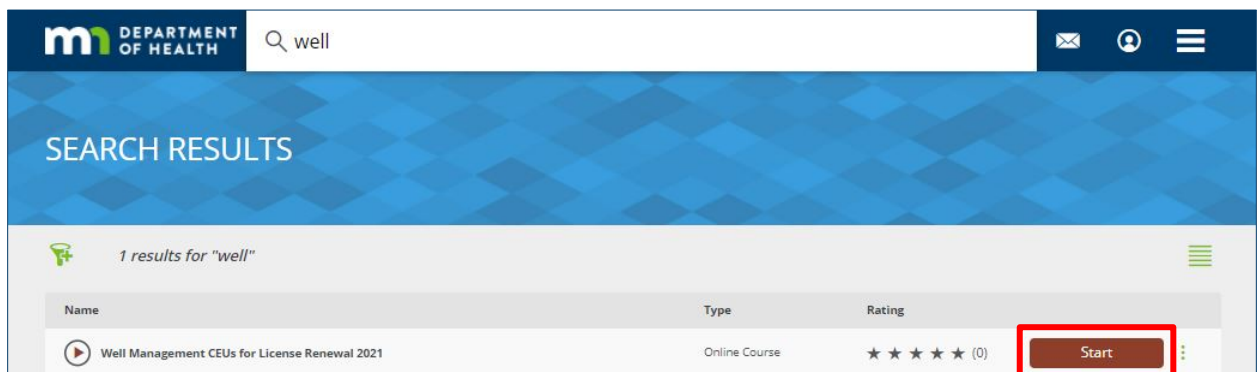 DEPARTMENT
OF HEALTH
well
SEARCH RESULTS
1 results for "well"
Name Type Rating
Well Management CEUs for License Renewal 2021 Online Course ★ ★ ★ ★ ★ (0) Start